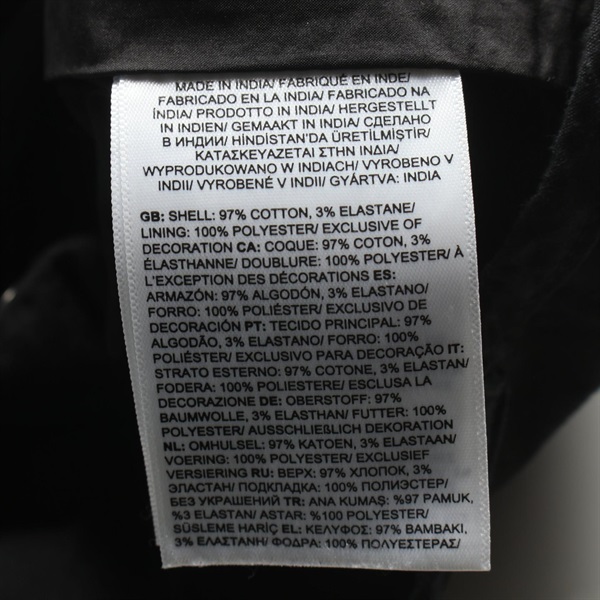 MADE IN INDIA/ FABRIQUÉ EN INDE/
FABRICADO EN LA INDIA/ FABRICADO NA
ÍNDIA/ PRODOTTO IN INDIA/ HERGESTELLT
IN INDIEN/ GEMAAKT IN INDIA/ СДЕЛАНО
В ИНДИИ/ HİNDİSTAN'DA ÜRETİLMİŞTİR/
ΚΑΤΑΣΚΕΥΑΖΕΤΑΙ ΣΤΗΝ ΙΝΔΙΑ/
WYPRODUKOWANO W INDIACH/ VYROBENO V
INDII/ VYROBENÉ V INDII/ GYÁRTVA: INDIA
GB: SHELL: 97% COTTON, 3% ELASTANE/
LINING: 100% POLYESTER/ EXCLUSIVE OF
DECORATION CA: COQUE: 97% COTON, 3%
ÉLASTHANNE/ DOUBLURE: 100% POLYESTER/ À
L'EXCEPTION DES DÉCORATIONS ES:
ARMAZÓN: 97% ALGODÓN, 3% ELASTANO/
FORRO: 100% POLIÉSTER/ EXCLUSIVO DE
DECORACIÓN PT: TECIDO PRINCIPAL: 97%
ALGODÃO, 3% ELASTANO/ FORRO: 100%
POLIÉSTER/ EXCLUSIVO PARA DECORAÇÃO IT:
STRATO ESTERNO: 97% COTONE, 3% ELASTAN/
FODERA: 100% POLIESTERE/ ESCLUSA LA
DECORAZIONE DE: OBERSTOFF: 97%
BAUMWOLLE, 3% ELASTHAN/ FUTTER: 100%
POLYESTER/ AUSSCHLIEßLICH DEKORATION
NL: OMHULSEL: 97% KATOEN, 3% ELASTAAN/
VOERING: 100% POLYESTER/ EXCLUSIEF
VERSIERING RU: ВЕРХ: 97% ХЛОПОК, 3%
ЭЛАСТАН/ ПОДКЛАДКА: 100% ПОЛИЭСТЕР/
БЕЗ УКРАШЕНИЙ TR: ANA KUMAŞ: %97 PAMUK,
%3 ELASTAN/ ASTAR: %100 POLYESTER/
SÜSLEME HARİÇ EL: ΚΕΛΥΦΟΣ: 97% ΒΑΜΒΑΚΙ,
3% ΕΛΑΣΤΑΝΗ/ ΦΟΔΡΑ: 100% ΠΟΛΥΕΣΤΕΡΑΣ/